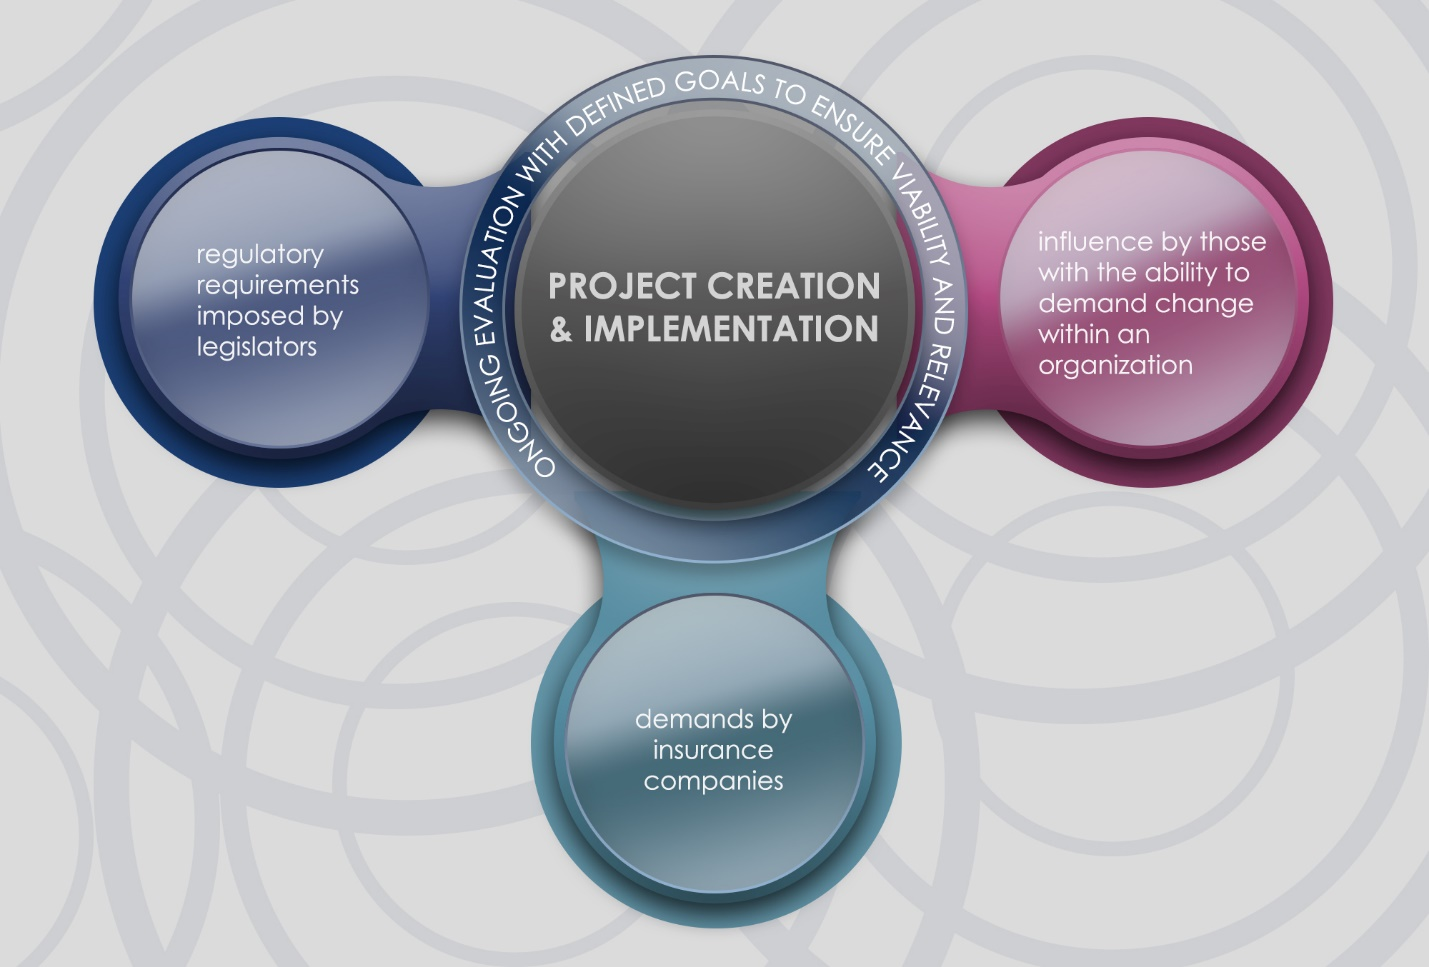 ONGOING EVALUATION WITH DEFINED GOALS TO ENSURE VIABILITY AND RELEVANCE
PROJECT CREATION
& IMPLEMENTATION
regulatory
requirements
imposed by
legislators
influence by those
with the ability to
demand change
within an
organization
demands by
insurance
companies